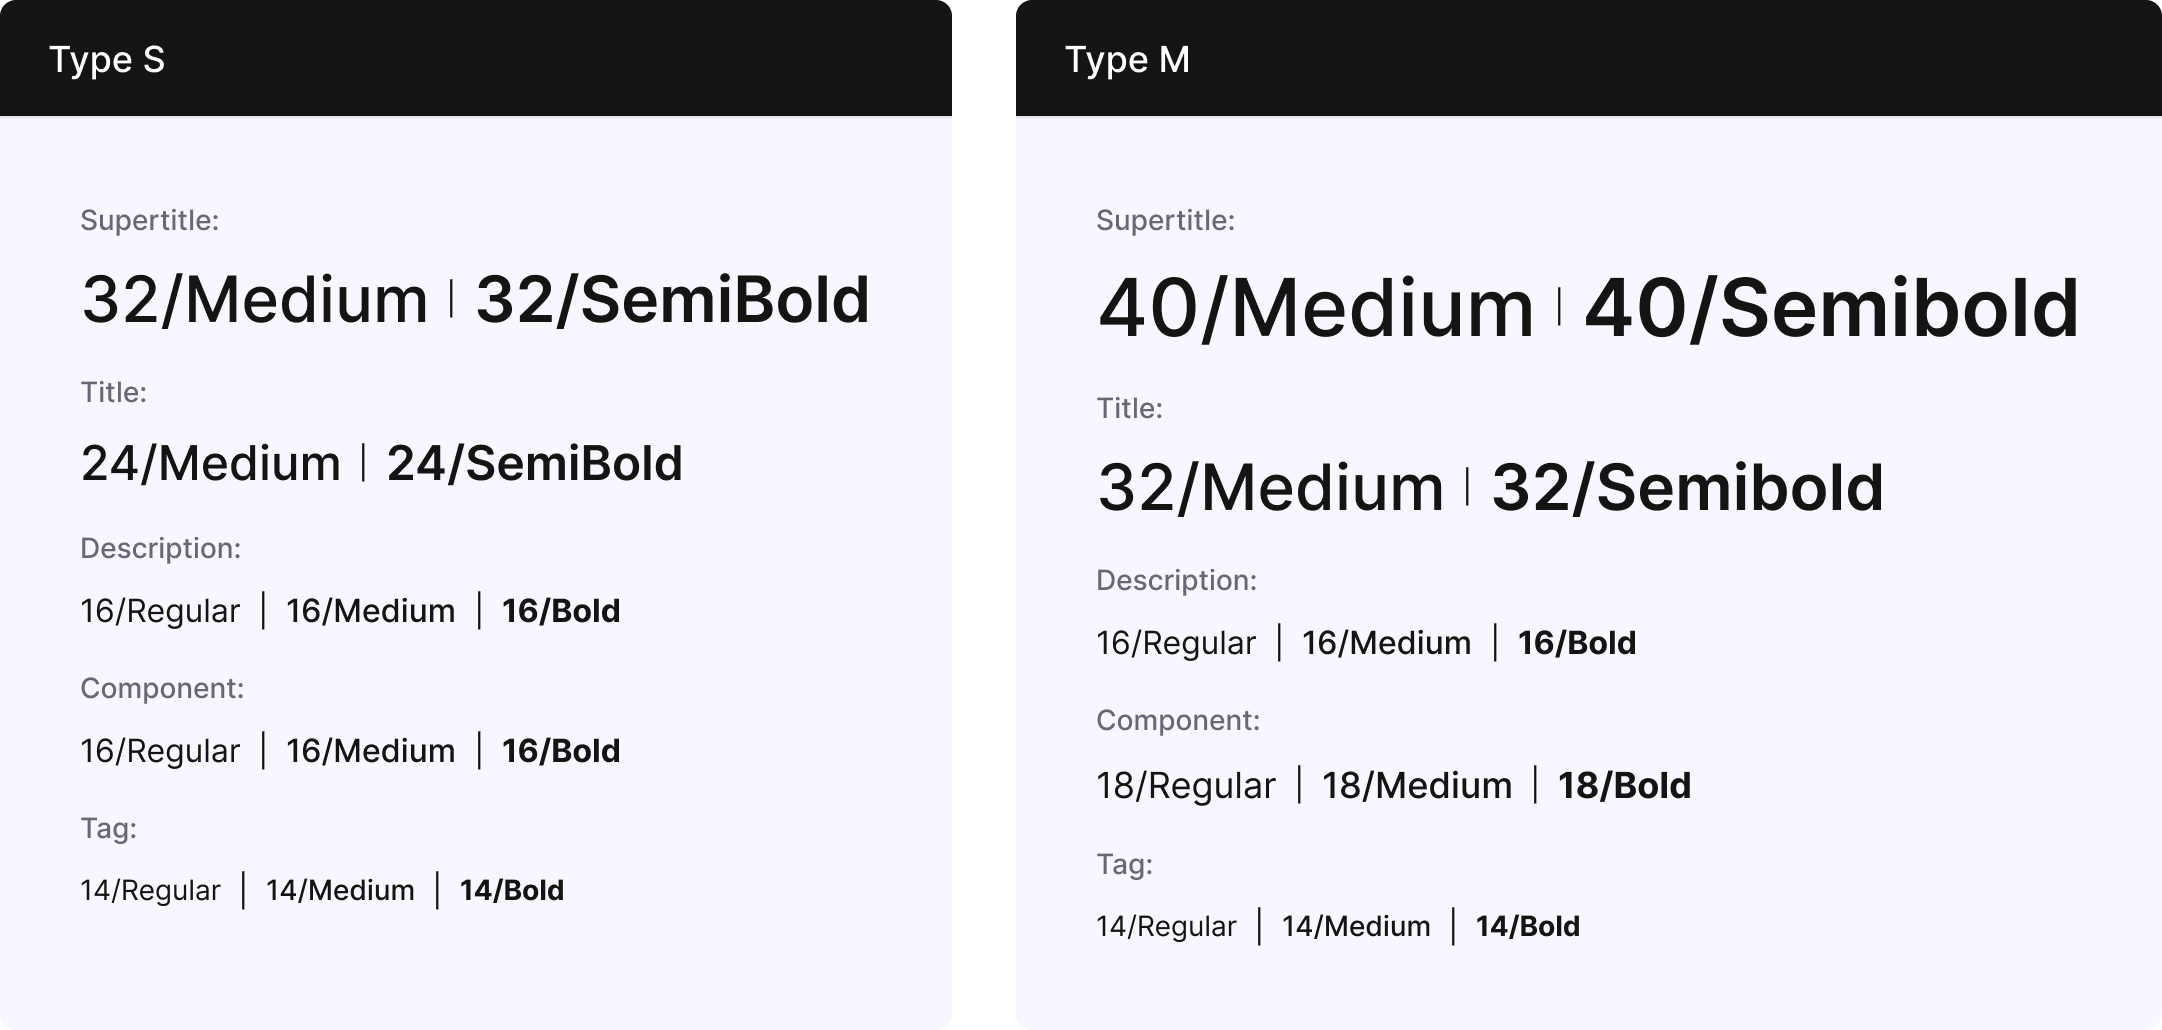 Type S
Supertitle:
32/Medium | 32/SemiBold
Title:
24/Medium | 24/SemiBold
Description:
16/Regular | 16/Medium | 16/Bold
Component:
16/Regular | 16/Medium | 16/Bold
Tag:
14/Regular | 14/Medium | 14/Bold
Type M
Supertitle:
40/Medium | 40/Semibold
Title:
32/Medium | 32/Semibold
Description:
16/Regular | 16/Medium | 16/Bold
Component:
18/Regular | 18/Medium | 18/Bold
Tag:
14/Regular | 14/Medium | 14/Bold